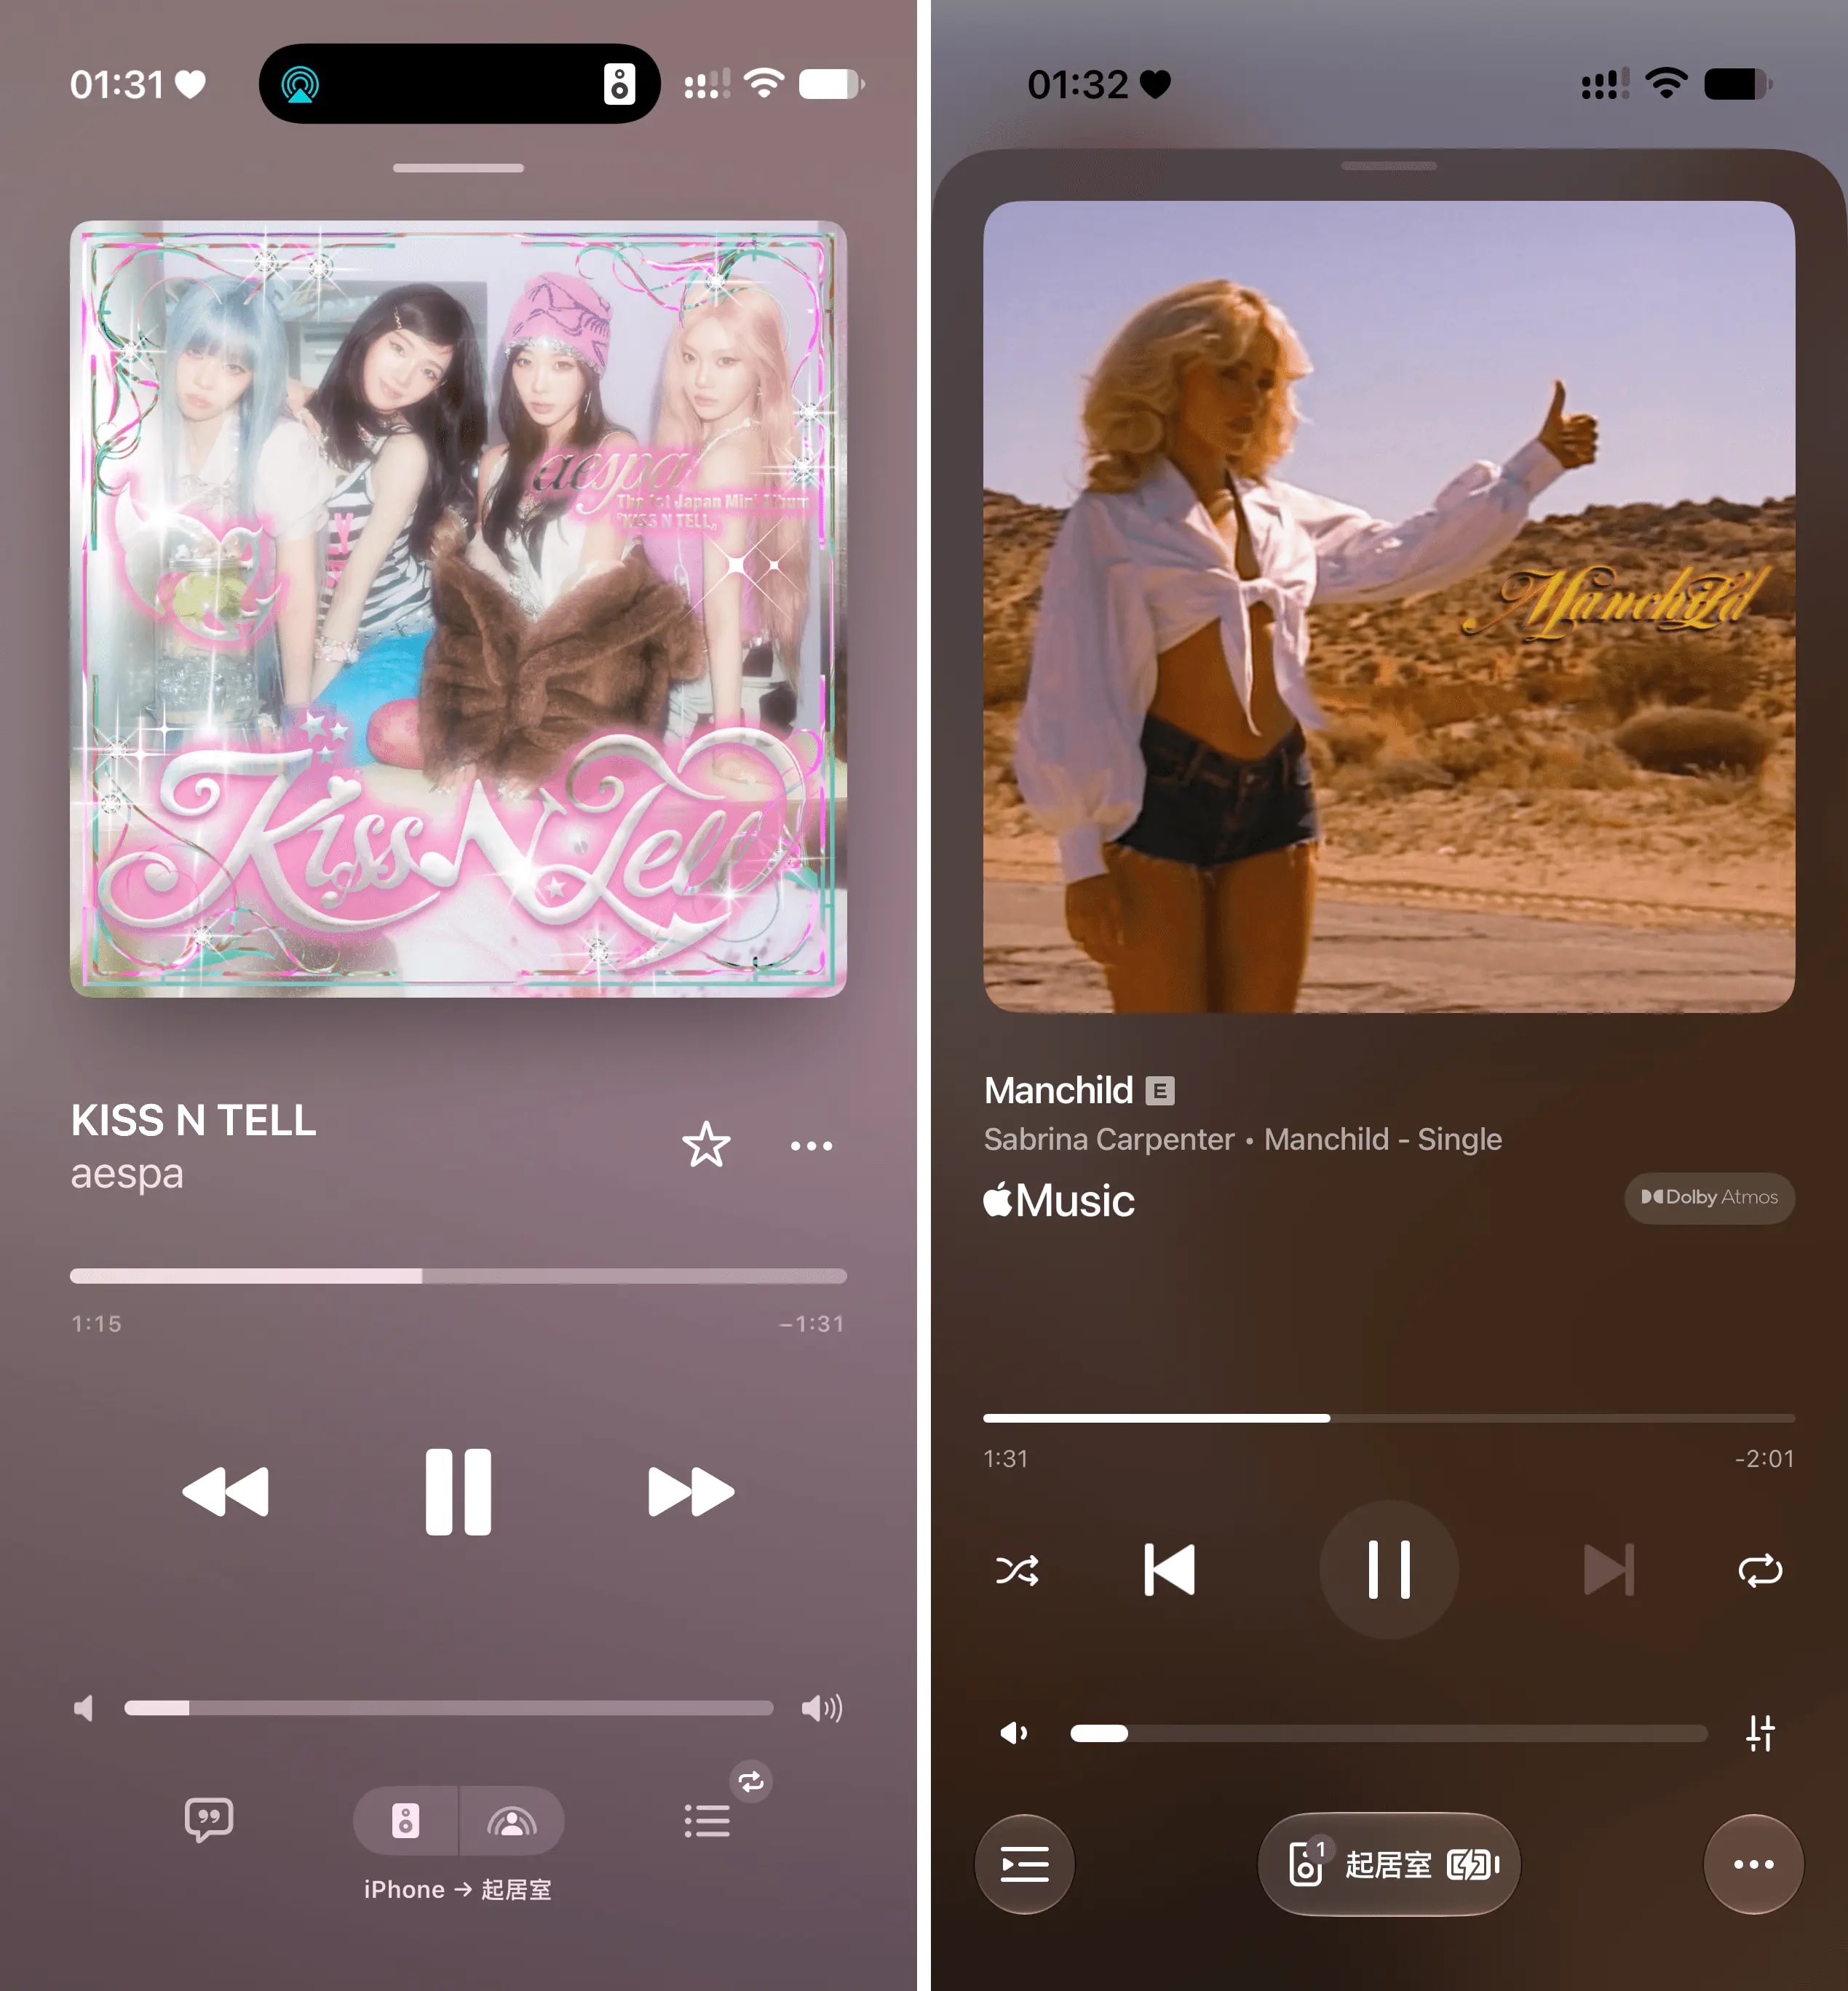 01:31
aespa
The 1st Japan Mini Album
『KISS N TELL』
Kiss N Tell
KISS N TELL
aespa
1:15
−1:31
iPhone → 起居室
01:32
Manchild
Manchild E
Sabrina Carpenter • Manchild - Single
Music
Dolby Atmos
1:31
-2:01
1
起居室